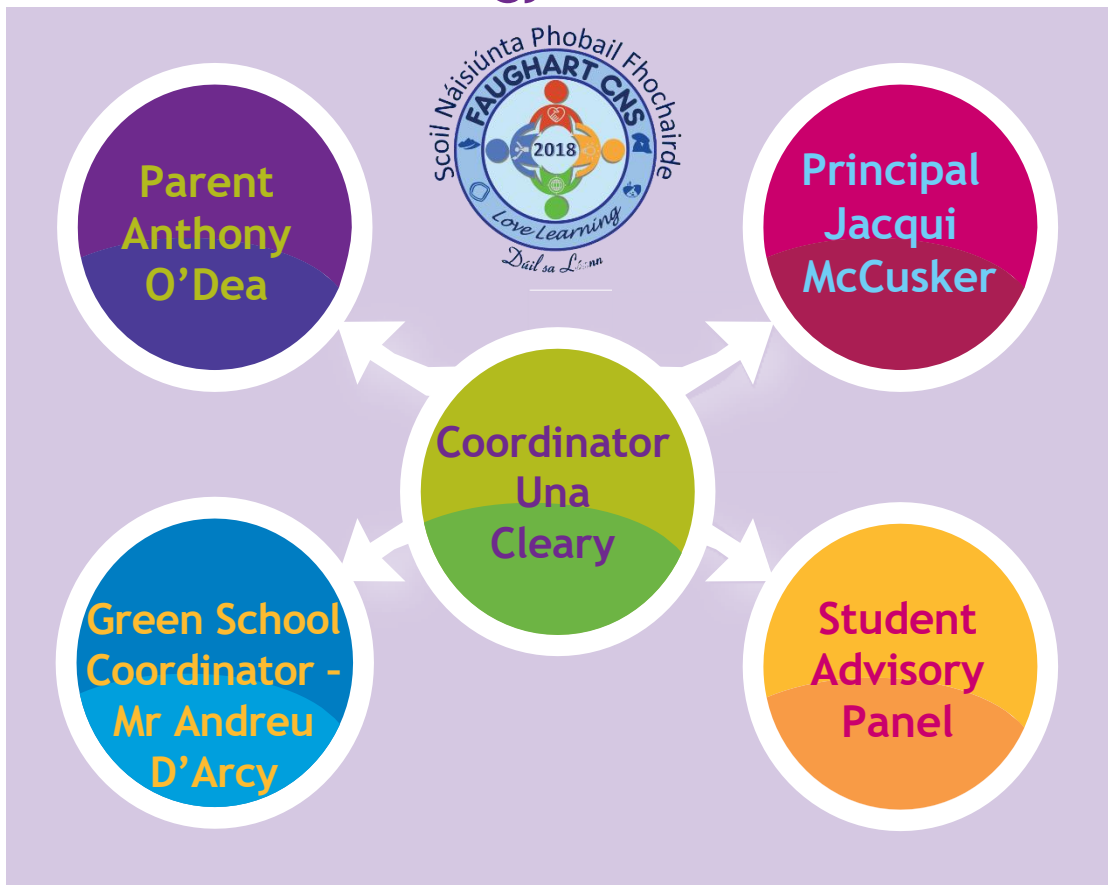 Scoil Náisiúnta Phobail Fhochairde
FAUGHART CNS
2018
Love Learning
Dúil sa
Parent
Anthony
O’Dea
Principal
Jacqui
McCusker
Coordinator
Una
Cleary
Green School
Coordinator –
Mr Andreu
D’Arcy
Student
Advisory
Panel